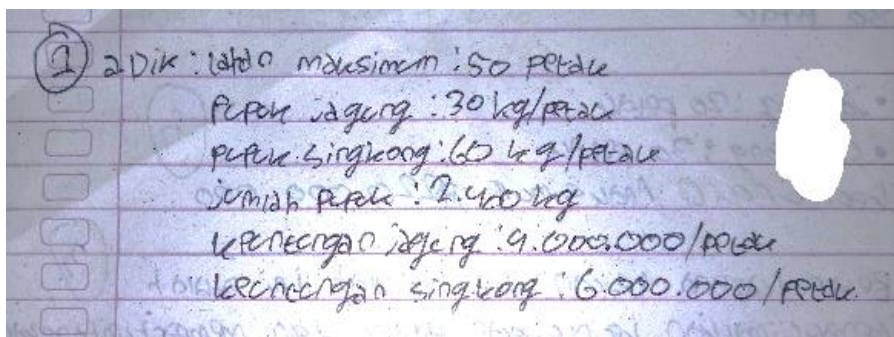 1 a Dik : lahan maksimum : 50 petak
Pupuk jagung : 30 kg/petak
pupuk singkong : 60 kg/petak
jumlah pupuk : 2.400 kg
keuntungan jagung : 4.000.000/petak
keuntungan singkong : 6.000.000/petak